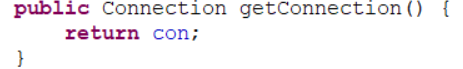 public Connection getConnection() {
    return con;
}